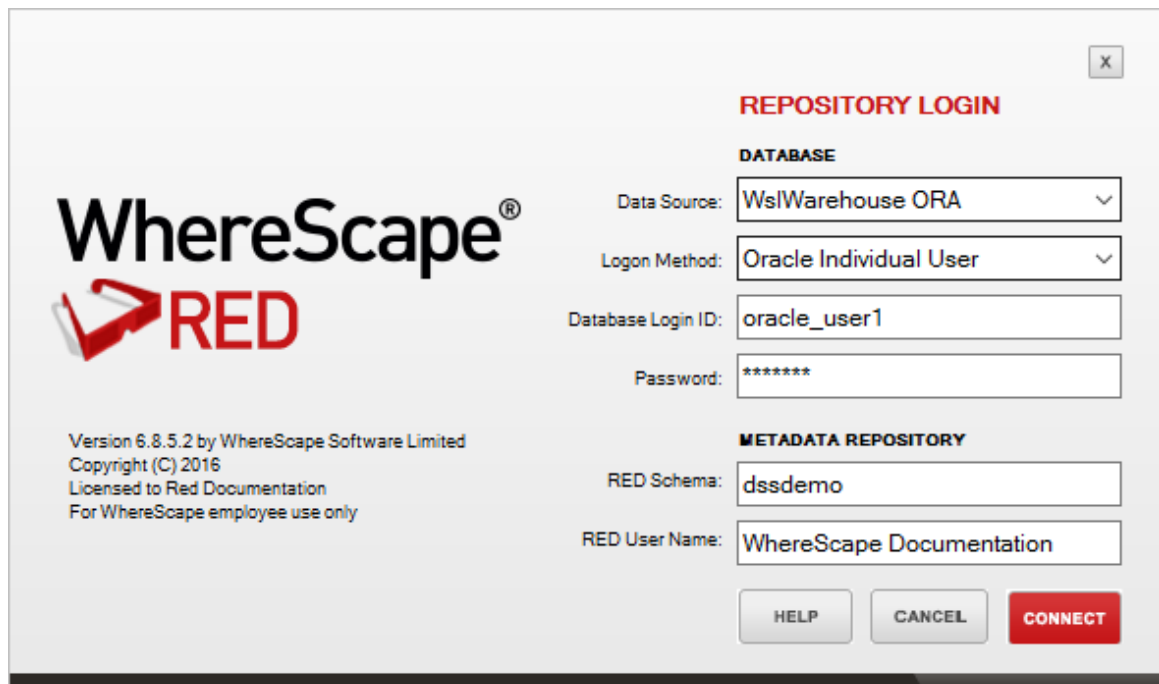 X
REPOSITORY LOGIN
DATABASE
Data Source: WslWarehouse ORA
Logon Method: Oracle Individual User
Database Login ID: oracle_user1
Password: *******
WhereScape®
RED
Version 6.8.5.2 by WhereScape Software Limited
Copyright (C) 2016
Licensed to Red Documentation
For WhereScape employee use only
METADATA REPOSITORY
RED Schema: dssdemo
RED User Name: WhereScape Documentation
HELP CANCEL CONNECT